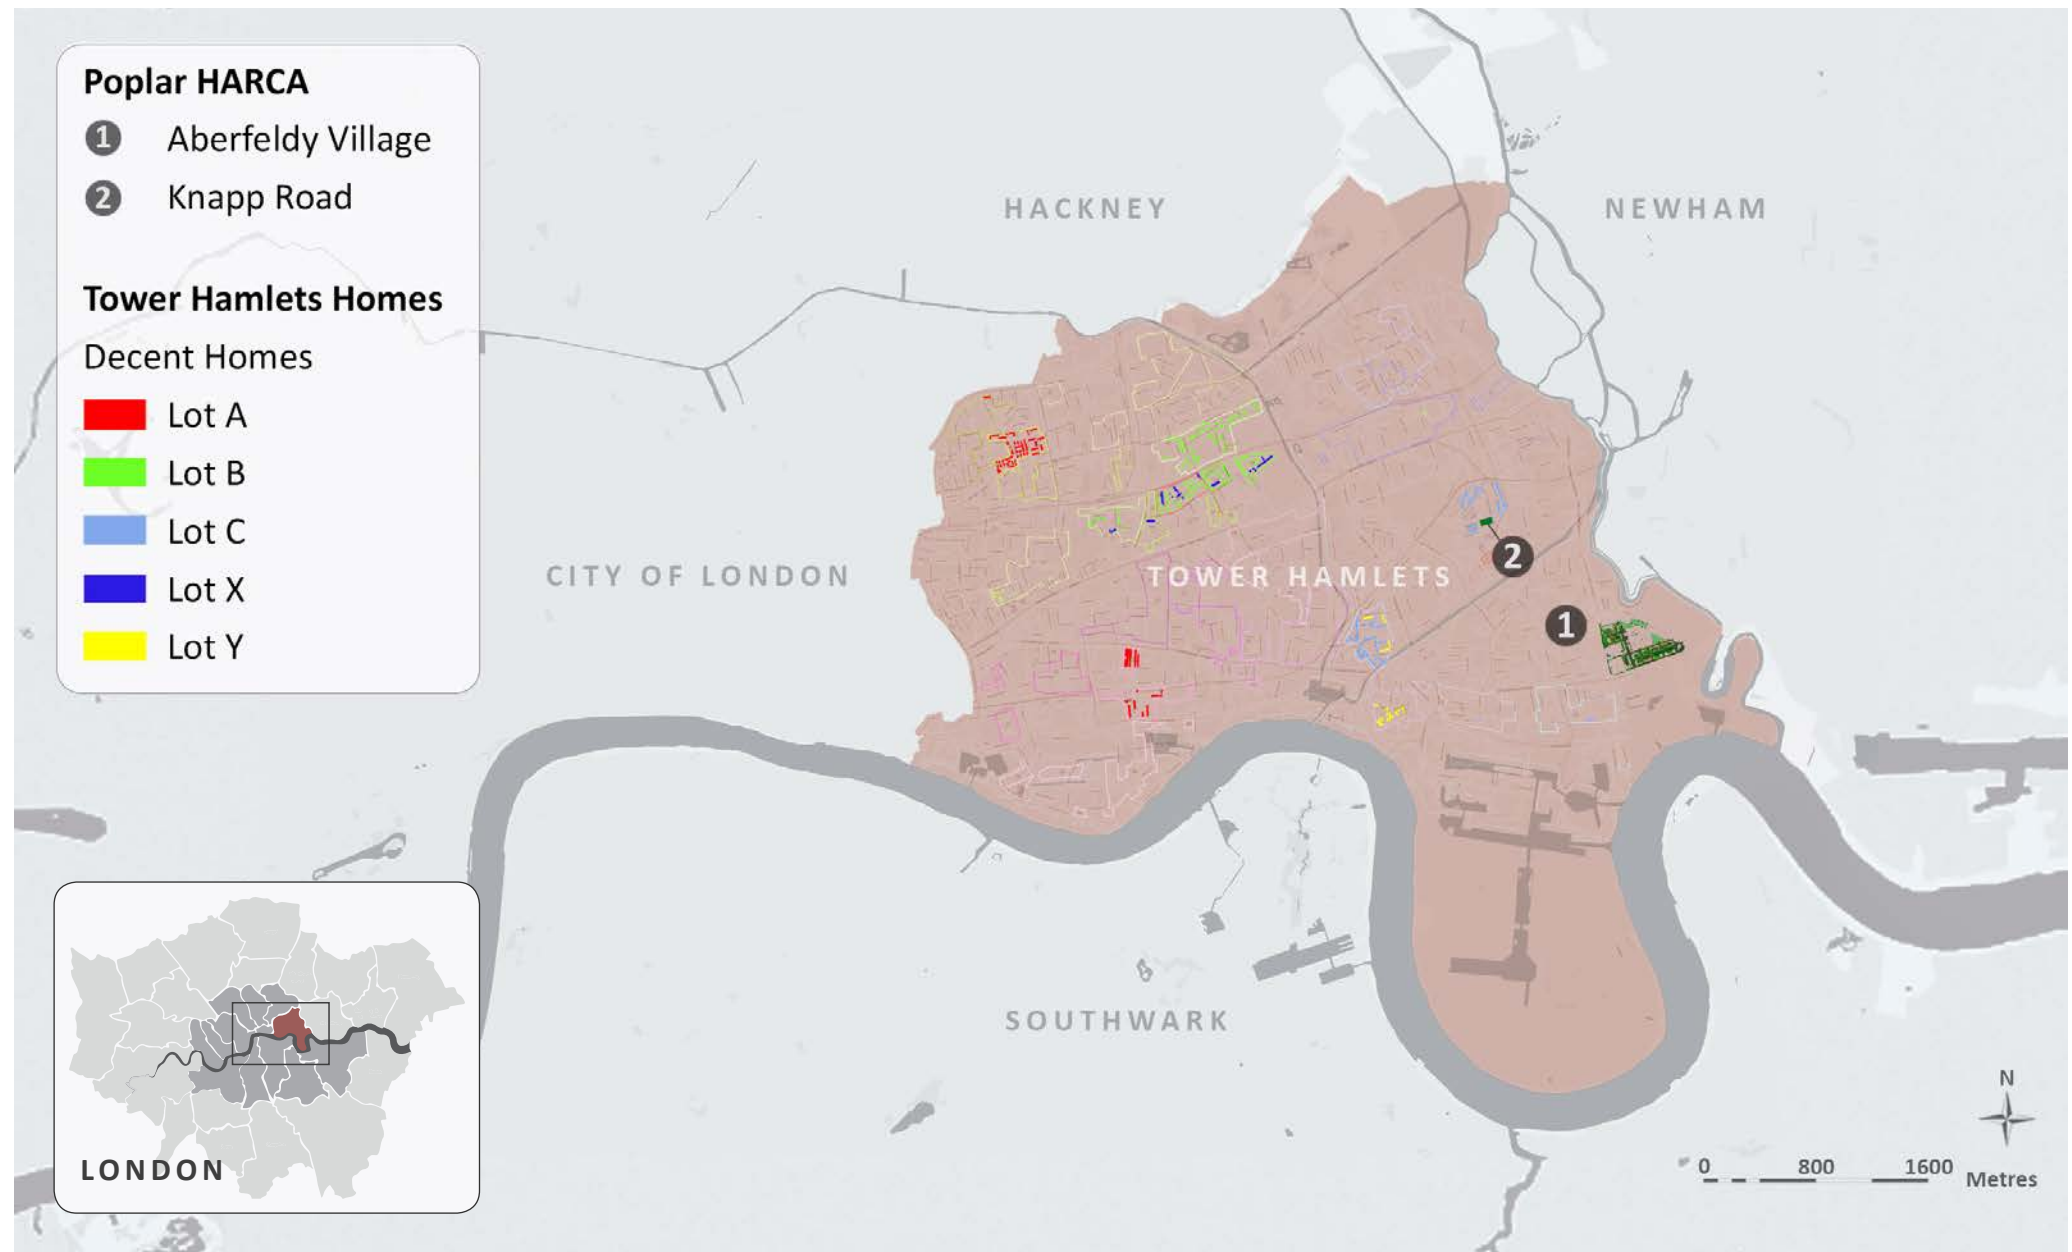 Poplar HARCA
1 Aberfeldy Village
2 Knapp Road
Tower Hamlets Homes
Decent Homes
Lot A
Lot B
Lot C
Lot X
Lot Y
HACKNEY
NEWHAM
CITY OF LONDON
TOWER HAMLETS
2
1
SOUTHWARK
LONDON
N
0 800 1600
Metres